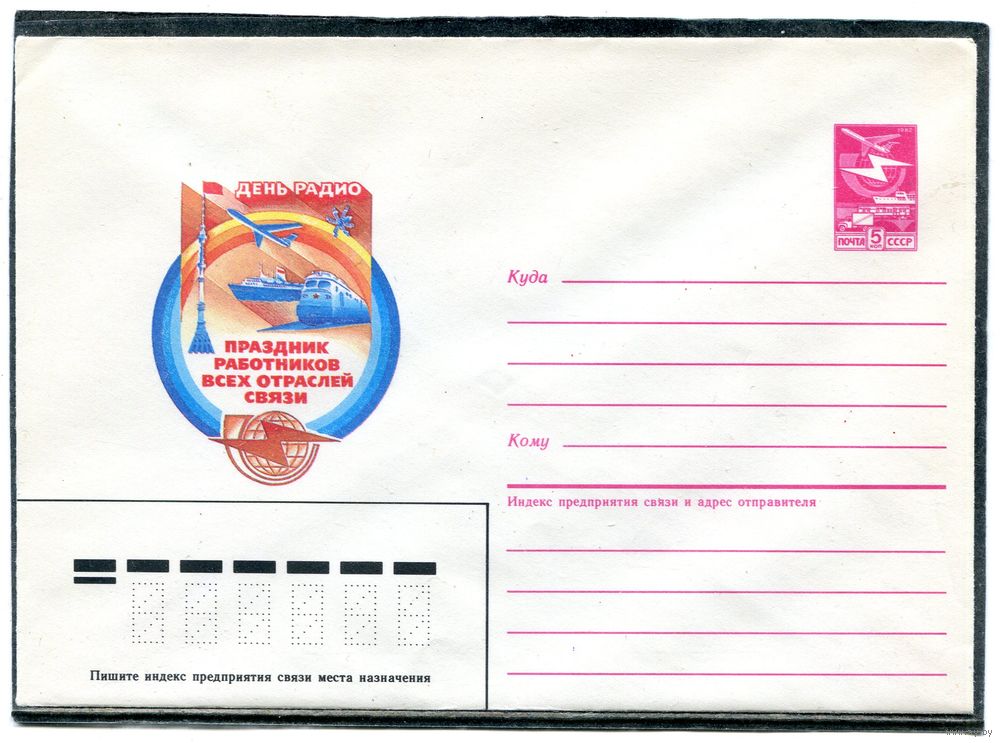 ДЕНЬ РАДИО
ПРАЗДНИК
РАБОТНИКОВ
ВСЕХ ОТРАСЛЕЙ
СВЯЗИ
1982
ПОЧТА 5 КОП СССР
Куда
Кому
Индекс предприятия связи и адрес отправителя
Пишите индекс предприятия связи места назначения